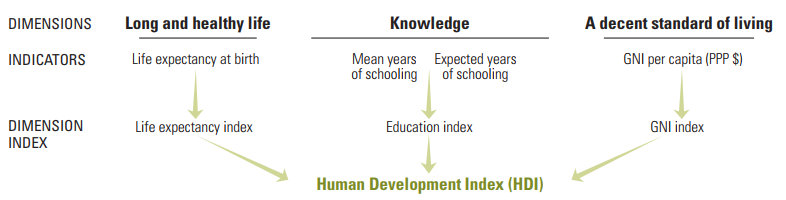 DIMENSIONS Long and healthy life Knowledge A decent standard of living
INDICATORS Life expectancy at birth Mean years Expected years GNI per capita (PPP $)
of schooling of schooling
DIMENSION Life expectancy index Education index GNI index
INDEX
Human Development Index (HDI)